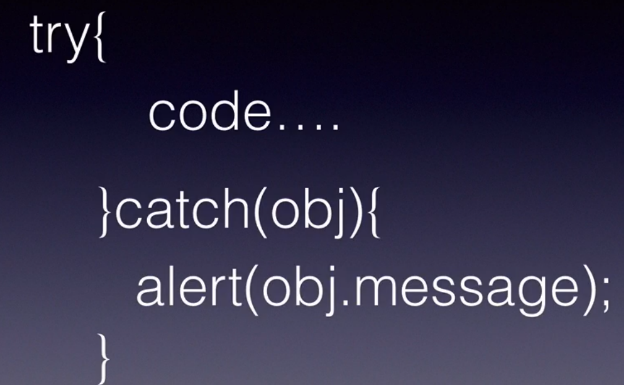 try{
code....
}catch(obj){
alert(obj.message);
}